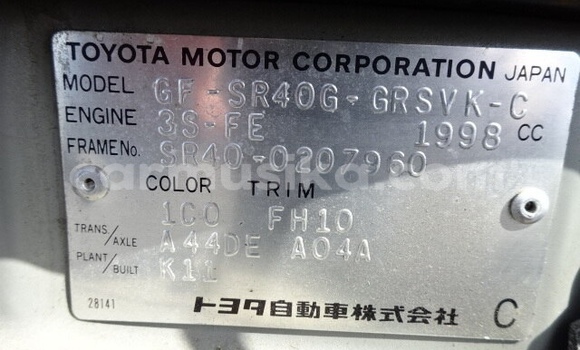 TOYOTA MOTOR CORPORATION JAPAN
MODEL GF-SR40G-GRSVK-C
ENGINE 3S-FE 1998 CC
FRAME No. SR40-0207960
COLOR TRIM
1C0 FH10
TRANS/AXLE A44DE A04A
PLANT/BUILT K11
28141 トヨタ自動車株式会社 C